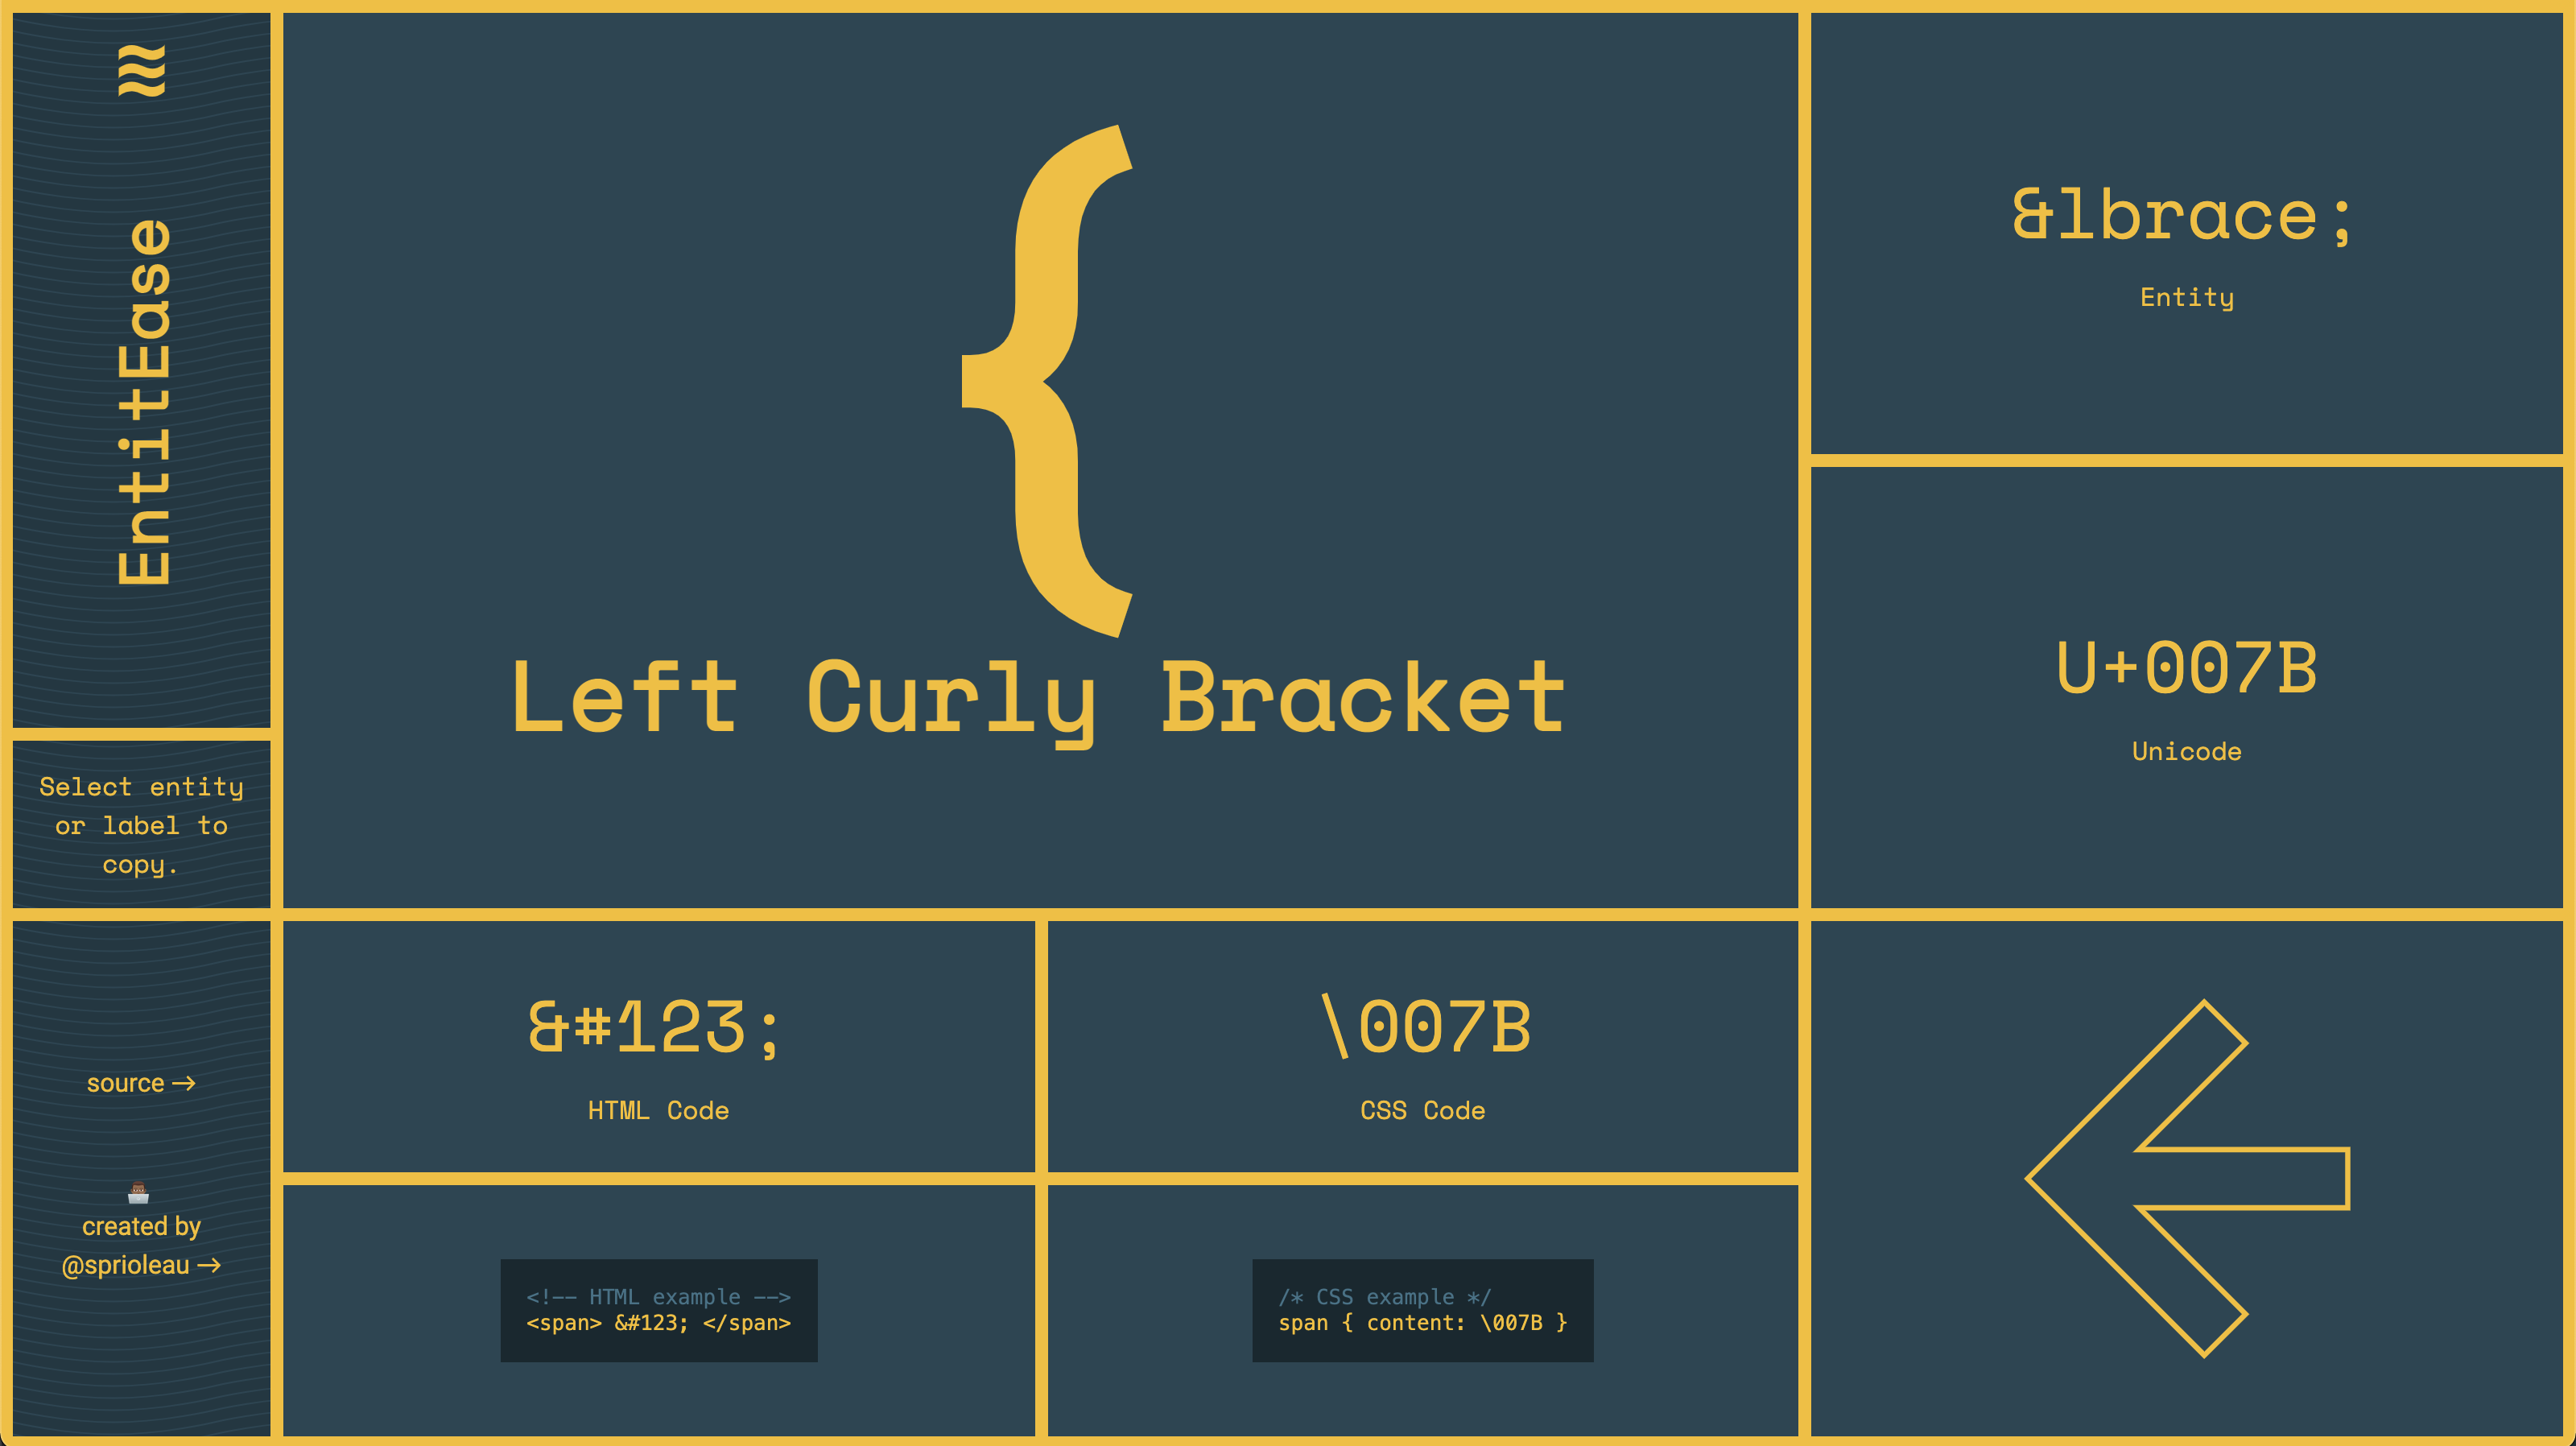 EntitEase
Select entity
or label to
copy.
source →
created by
@sprioleau →
{
Left Curly Bracket
&lbrace;
Entity
U+007B
Unicode
&#123;
HTML Code
\007B
CSS Code
<!-- HTML example -->
<span> &#123; </span>
/* CSS example */
span { content: \007B }